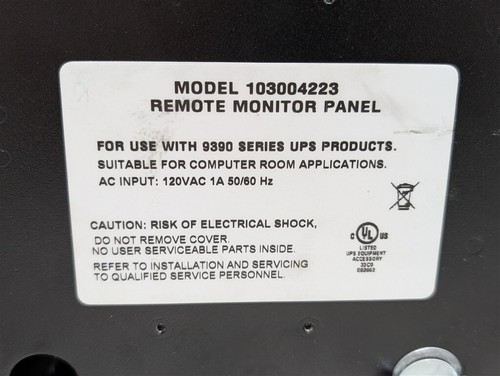 MODEL 103004223
REMOTE MONITOR PANEL
FOR USE WITH 9390 SERIES UPS PRODUCTS.
SUITABLE FOR COMPUTER ROOM APPLICATIONS.
AC INPUT: 120VAC 1A 50/60 Hz
CAUTION: RISK OF ELECTRICAL SHOCK,
DO NOT REMOVE COVER.
NO USER SERVICEABLE PARTS INSIDE.
REFER TO INSTALLATION AND SERVICING
TO QUALIFIED SERVICE PERSONNEL.
C UL US
LISTED
UPS EQUIPMENT
ACCESSORY